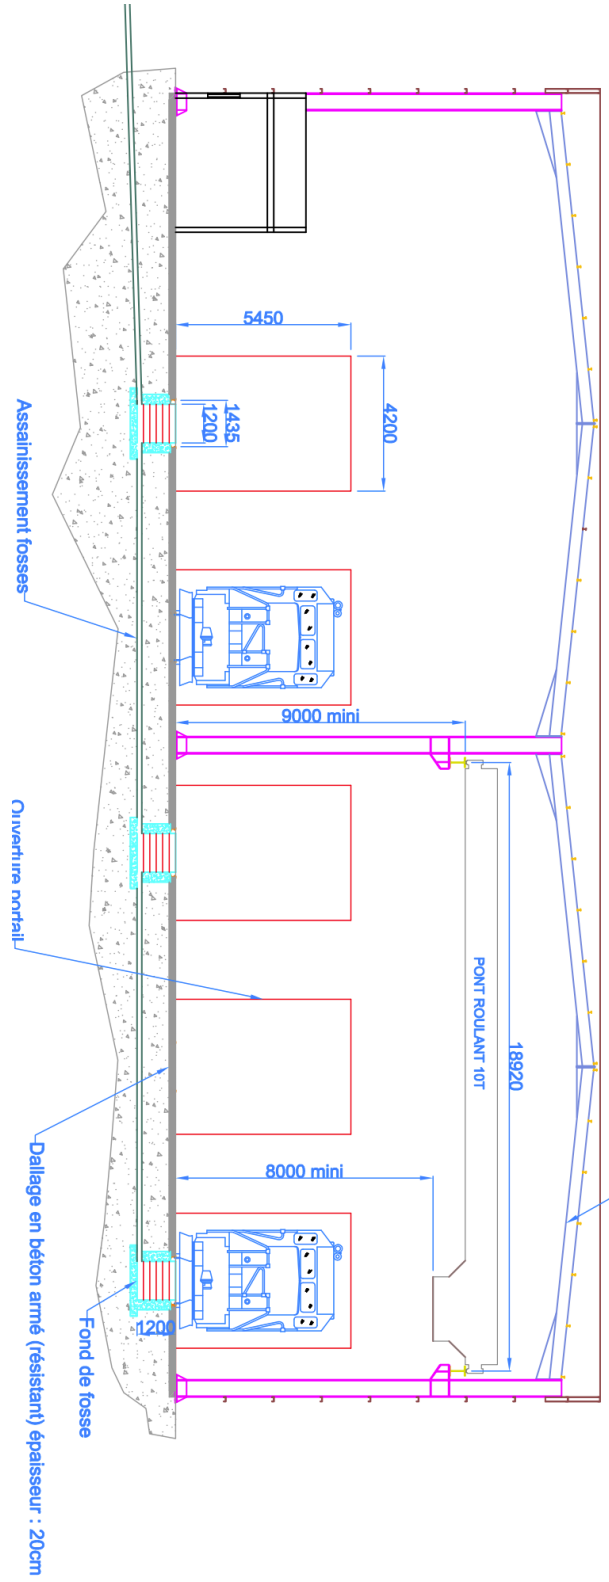 5450
4200
1435
1200
Assainissement fosses
9000 mini
Ouverture portail
PONT ROULANT 10T
18920
8000 mini
1200
Fond de fosse
Dallage en béton armé (résistant) épaisseur : 20cm